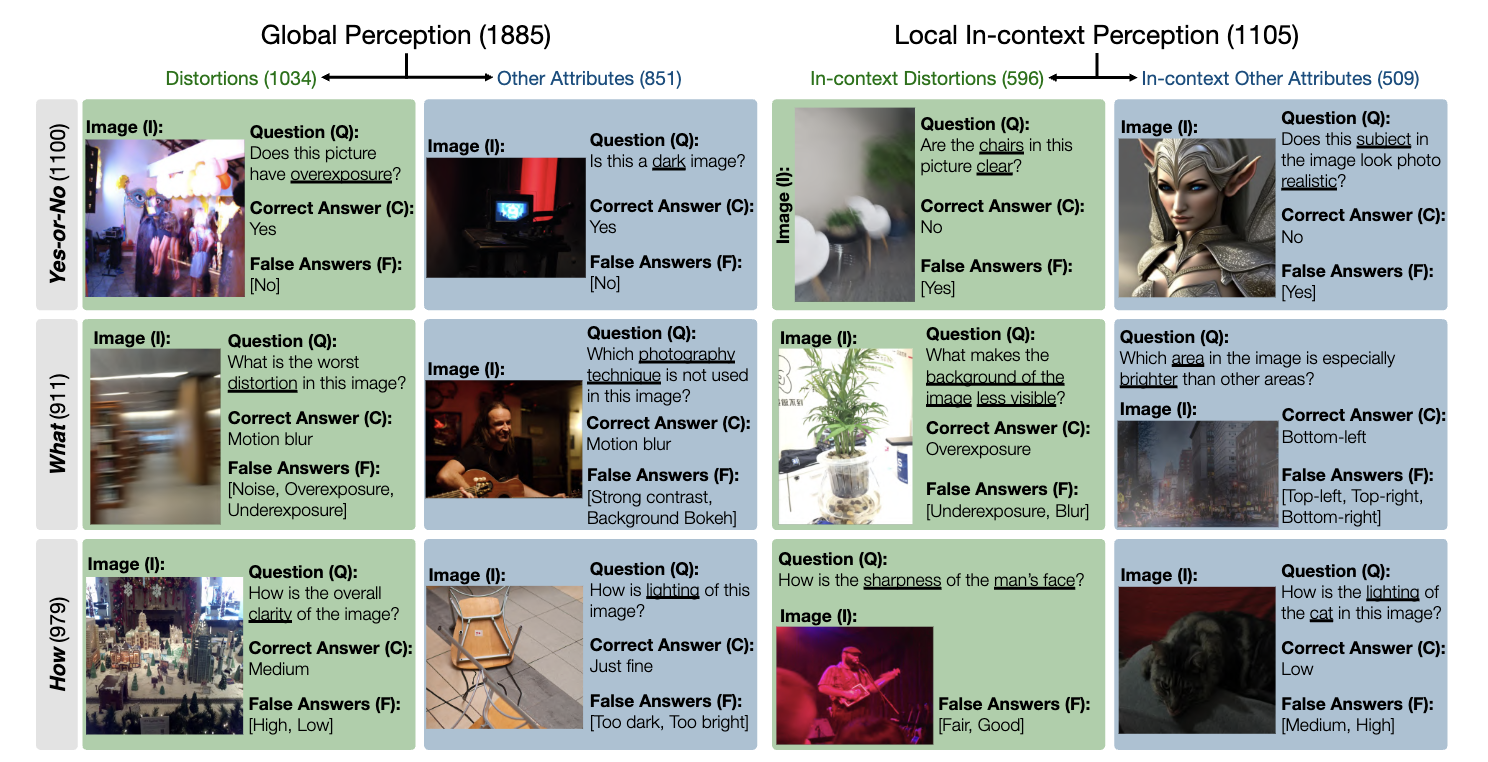 Global Perception (1885)
Distortions (1034)
Other Attributes (851)
Local In-context Perception (1105)
In-context Distortions (596)
In-context Other Attributes (509)
Yes-or-No (1100)
Image (I):
Question (Q):
Does this picture
have overexposure?
Correct Answer (C):
Yes
False Answers (F):
[No]
Image (I):
Question (Q):
Is this a dark image?
Correct Answer (C):
Yes
False Answers (F):
[No]
Image (I):
Question (Q):
Are the chairs in this
picture clear?
Correct Answer (C):
No
False Answers (F):
[Yes]
Image (I):
Question (Q):
Does this subject in
the image look photo
realistic?
Correct Answer (C):
No
False Answers (F):
[Yes]
What (911)
Image (I):
Question (Q):
What is the worst
distortion in this image?
Correct Answer (C):
Motion blur
False Answers (F):
[Noise, Overexposure,
Underexposure]
Image (I):
Question (Q):
Which photography
technique is not used
in this image?
Correct Answer (C):
Motion blur
False Answers (F):
[Strong contrast,
Background Bokeh]
Image (I):
Question (Q):
What makes the
background of the
image less visible?
Correct Answer (C):
Overexposure
False Answers (F):
[Underexposure, Blur]
Question (Q):
Which area in the image is especially
brighter than other areas?
Image (I):
Correct Answer (C):
Bottom-left
False Answers (F):
[Top-left, Top-right,
Bottom-right]
How (979)
Image (I):
Question (Q):
How is the overall
clarity of the image?
Correct Answer (C):
Medium
False Answers (F):
[High, Low]
Image (I):
Question (Q):
How is lighting of this
image?
Correct Answer (C):
Just fine
False Answers (F):
[Too dark, Too bright]
Question (Q):
How is the sharpness of the man's face?
Image (I):
False Answers (F):
[Fair, Good]
Image (I):
Question (Q):
How is the lighting of
the cat in this image?
Correct Answer (C):
Low
False Answers (F):
[Medium, High]